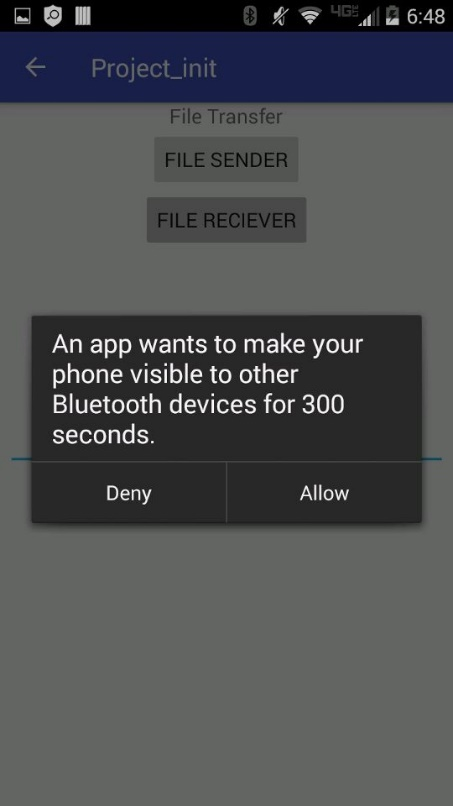 4G 6:48
Project_init
File Transfer
FILE SENDER
FILE RECIEVER
An app wants to make your
phone visible to other
Bluetooth devices for 300
seconds.
Deny Allow